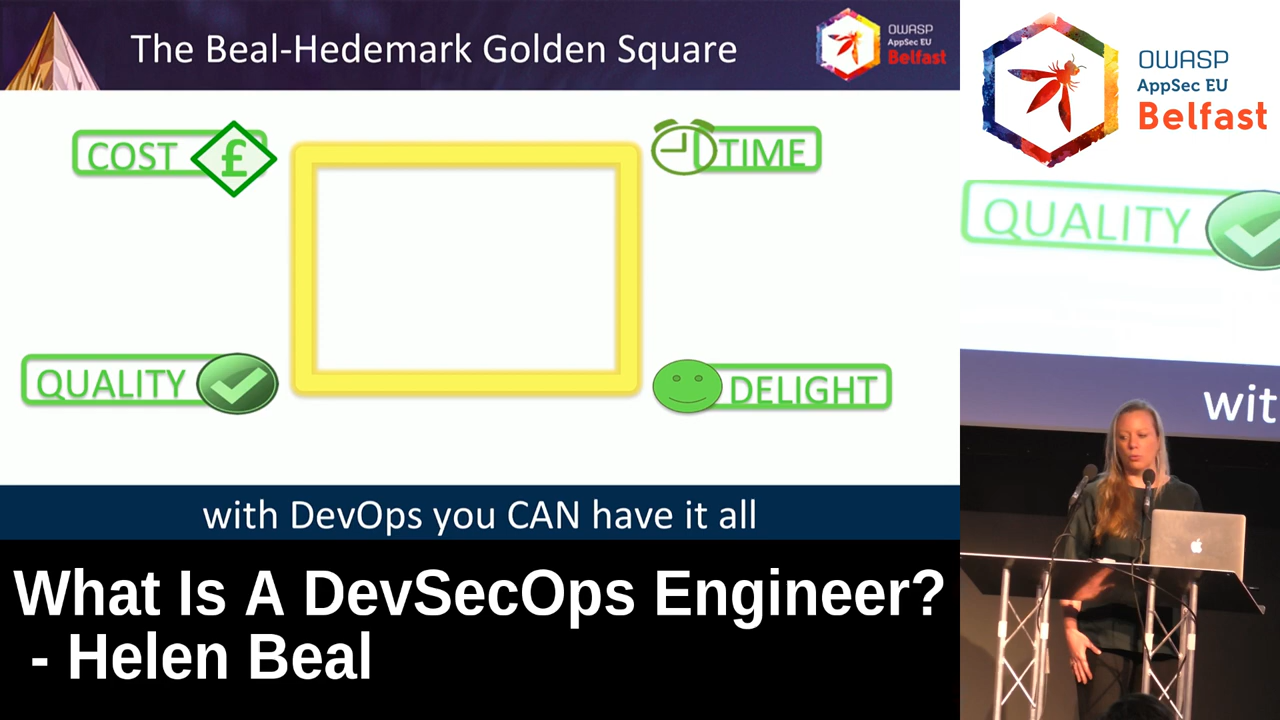 The Beal-Hedemark Golden Square
OWASP
AppSec EU
Belfast
COST £
TIME
QUALITY
DELIGHT
with DevOps you CAN have it all
What Is A DevSecOps Engineer?
- Helen Beal
OWASP
AppSec EU
Belfast
QUALITY
wit